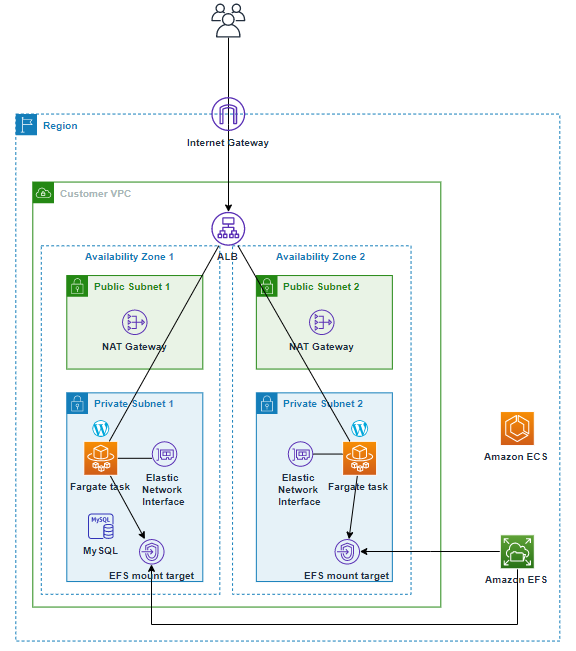 Region
Internet Gateway
Customer VPC
ALB
Availability Zone 1
Availability Zone 2
Public Subnet 1
Public Subnet 2
NAT Gateway
NAT Gateway
Private Subnet 1
Private Subnet 2
W
W
Fargate task
Elastic
Network
Interface
Elastic
Network
Interface
Fargate task
Amazon ECS
MySQL
MySQL
EFS mount target
EFS mount target
Amazon EFS